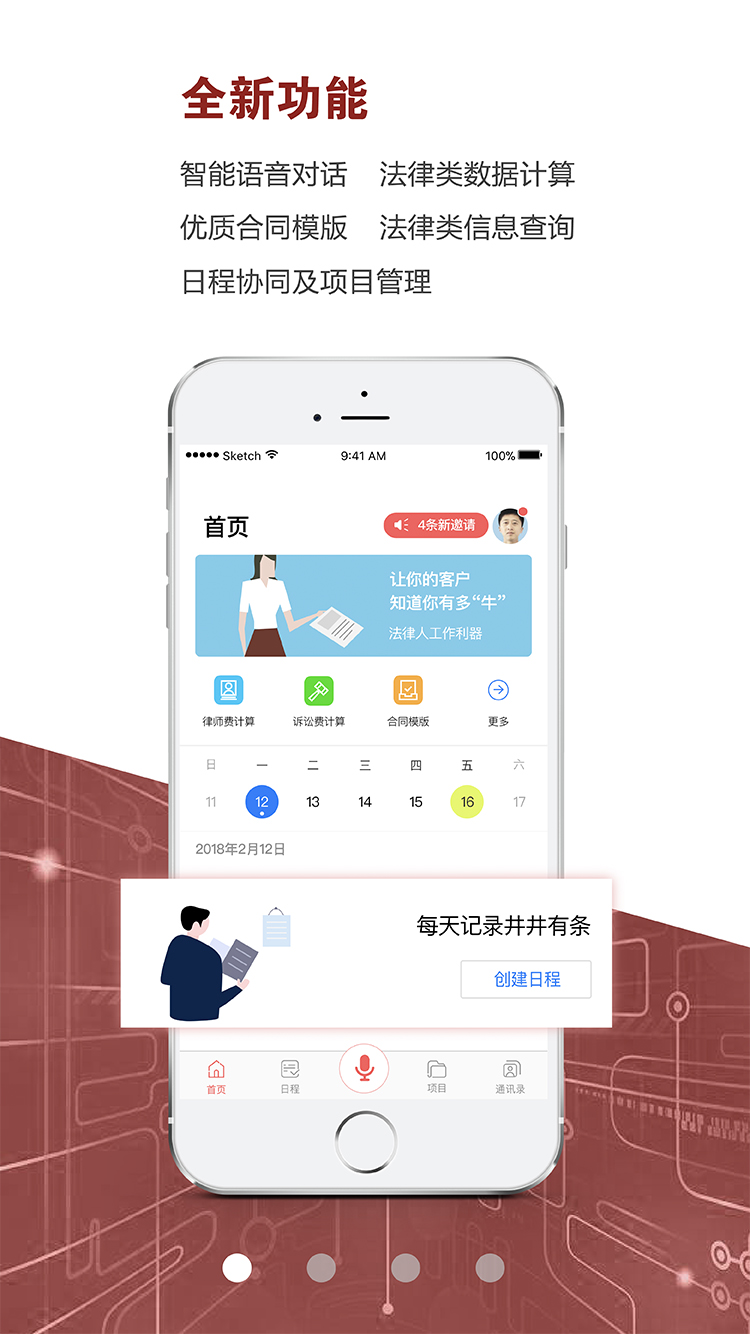 全新功能
智能语音对话 法律类数据计算
优质合同模版 法律类信息查询
日程协同及项目管理
Sketch 9:41 AM 100%
首页 4条新邀请
让你的客户
知道你有多“牛”
法律人工作利器
律师费计算 诉讼费计算 合同模版 更多
日 一 二 三 四 五 六
11 12 13 14 15 16 17
2018年2月12日
每天记录井井有条
创建日程
首页 日程 项目 通讯录